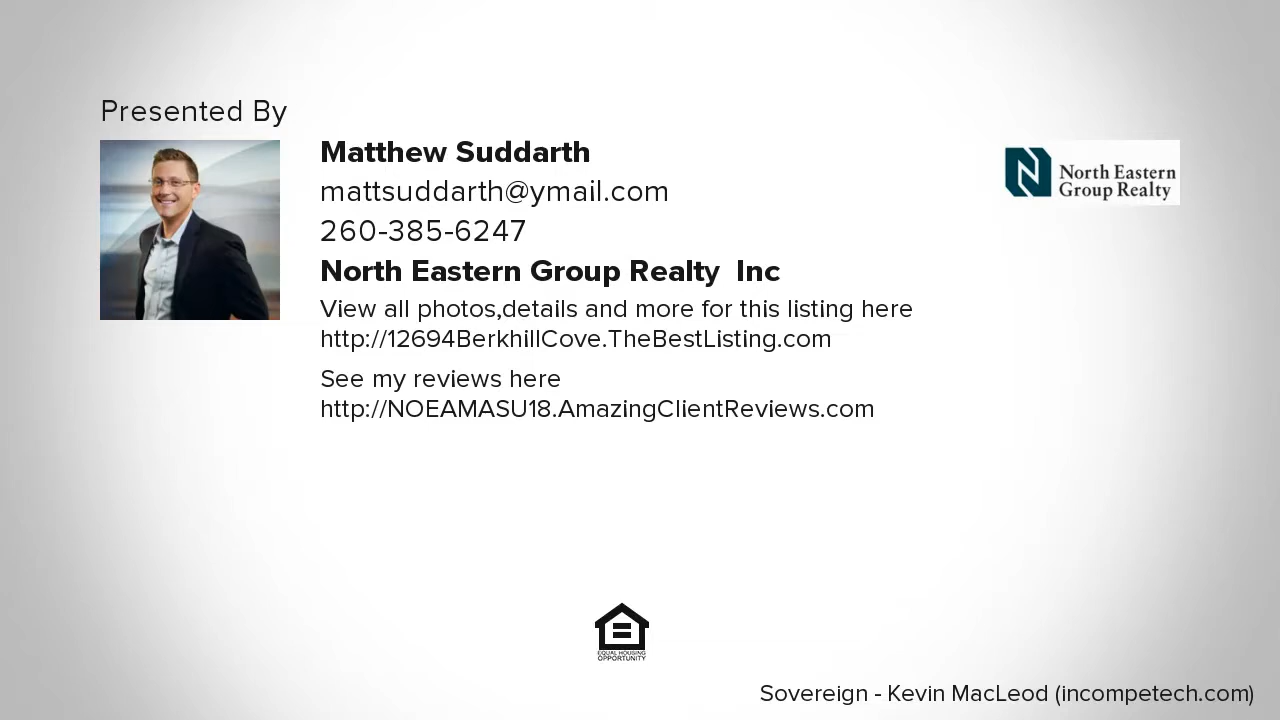 Presented By
Matthew Suddarth
mattsuddarth@ymail.com
260-385-6247
North Eastern Group Realty  Inc
View all photos,details and more for this listing here
http://12694BerkhillCove.TheBestListing.com
See my reviews here
http://NOEAMASU18.AmazingClientReviews.com
North Eastern
Group Realty
EQUAL HOUSING
OPPORTUNITY
Sovereign - Kevin MacLeod (incompetech.com)